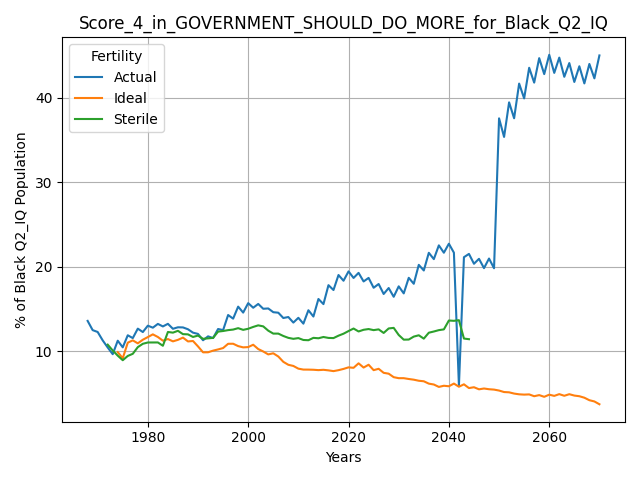 Score_4_in_GOVERNMENT_SHOULD_DO_MORE_for_Black_Q2_IQ
Fertility
Actual
Ideal
Sterile
% of Black Q2_IQ Population
40
30
20
10
1980 2000 2020 2040 2060
Years